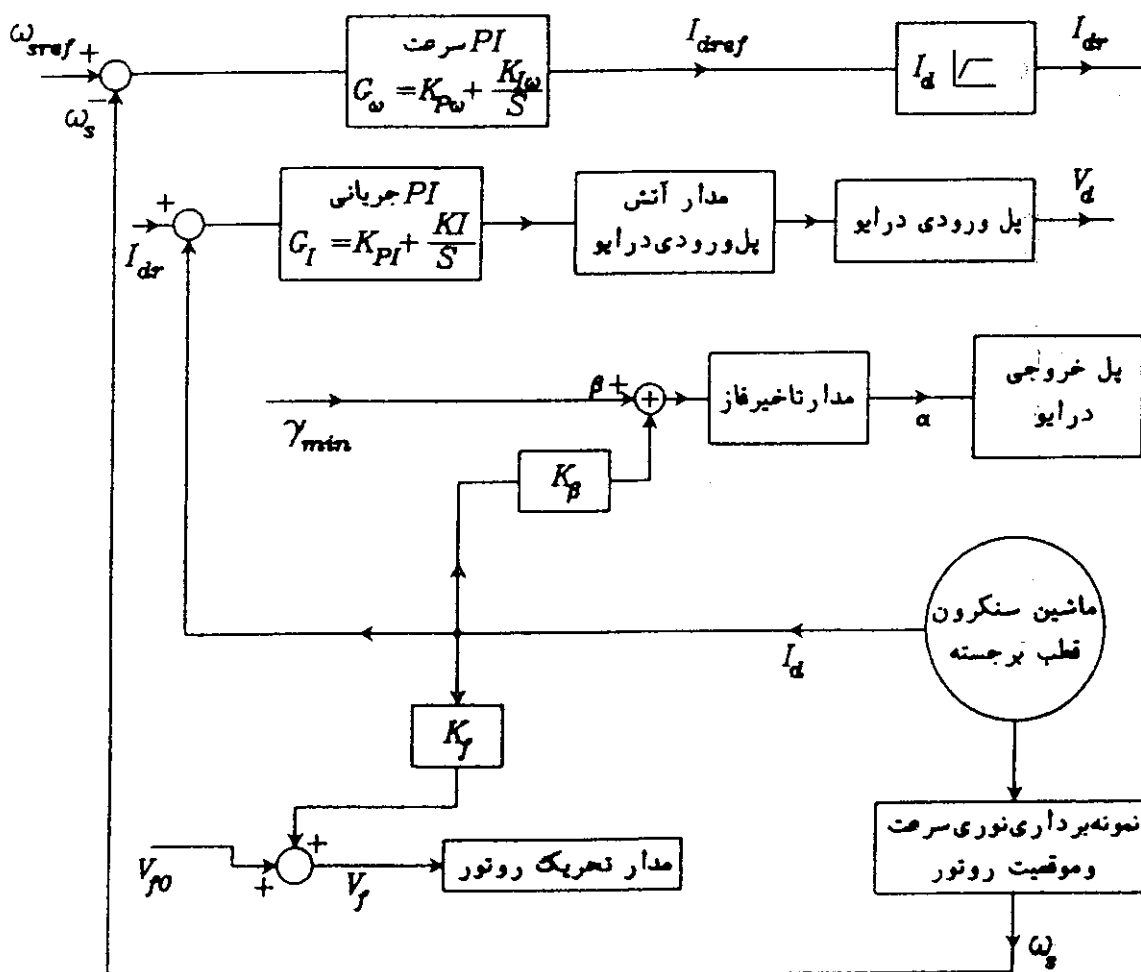 ω_sref +
PI سرعت
G_ω = K_Pω + K_Iω / S
I_dref
I_d
I_dr
−
ω_s
+
I_dr
PI جریانی
G_I = K_PI + KI / S
مدار آتش
پل ورودی درایو
پل ورودی درایو
V_d
γ_min
β +
+
مدار تاخیر فاز
α
پل خروجی
درایو
K_β
ماشین سنکرون
قطب برجسته
I_d
K_f
نمونه برداری نوری سرعت
وموقعیت روتور
V_f0
+
+
V_f
مدار تحریک روتور
ω_s